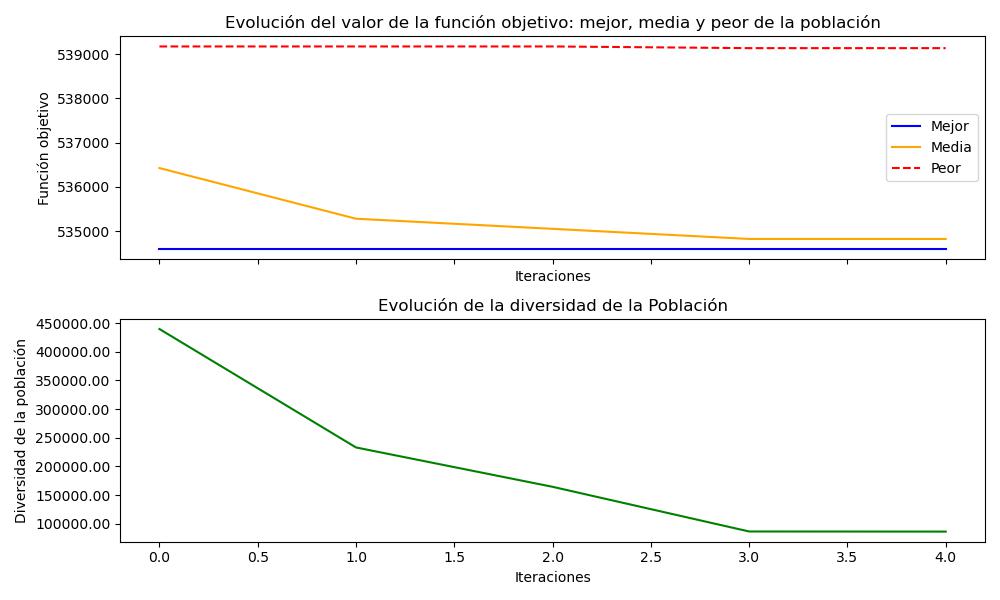 Evolución del valor de la función objetivo: mejor, media y peor de la población
539000
538000
537000
536000
535000
Función objetivo
Mejor
Media
Peor
Iteraciones
Evolución de la diversidad de la Población
450000.00
400000.00
350000.00
300000.00
250000.00
200000.00
150000.00
100000.00
Diversidad de la población
0.0 0.5 1.0 1.5 2.0 2.5 3.0 3.5 4.0
Iteraciones